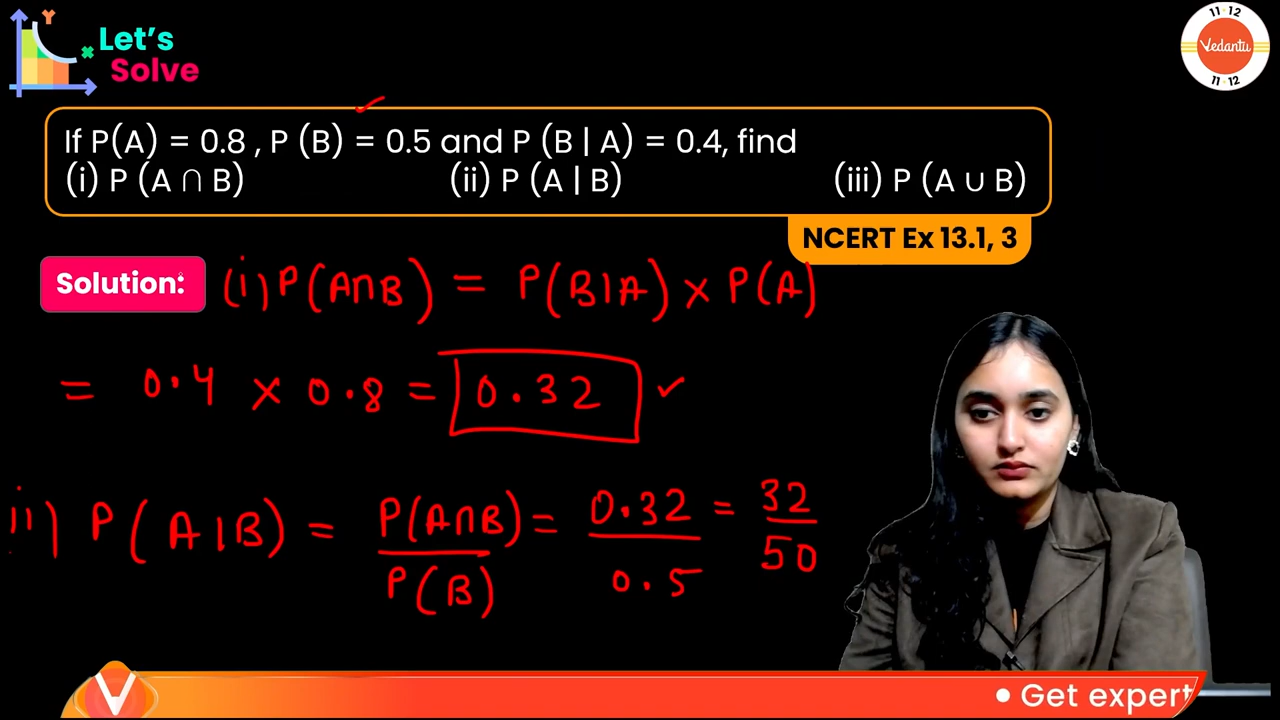 Let's
Solve
11·12
Vedantu
11·12
If P(A) = 0.8 , P (B) = 0.5 and P (B | A) = 0.4, find
(i) P (A ∩ B) (ii) P (A | B) (iii) P (A ∪ B)
NCERT Ex 13.1, 3
Solution: (i) P(A∩B) = P(B|A) × P(A)
= 0.4 × 0.8 = 0.32 ✓
ii) P(A|B) = P(A∩B)/P(B) = 0.32/0.5 = 32/50
• Get expert